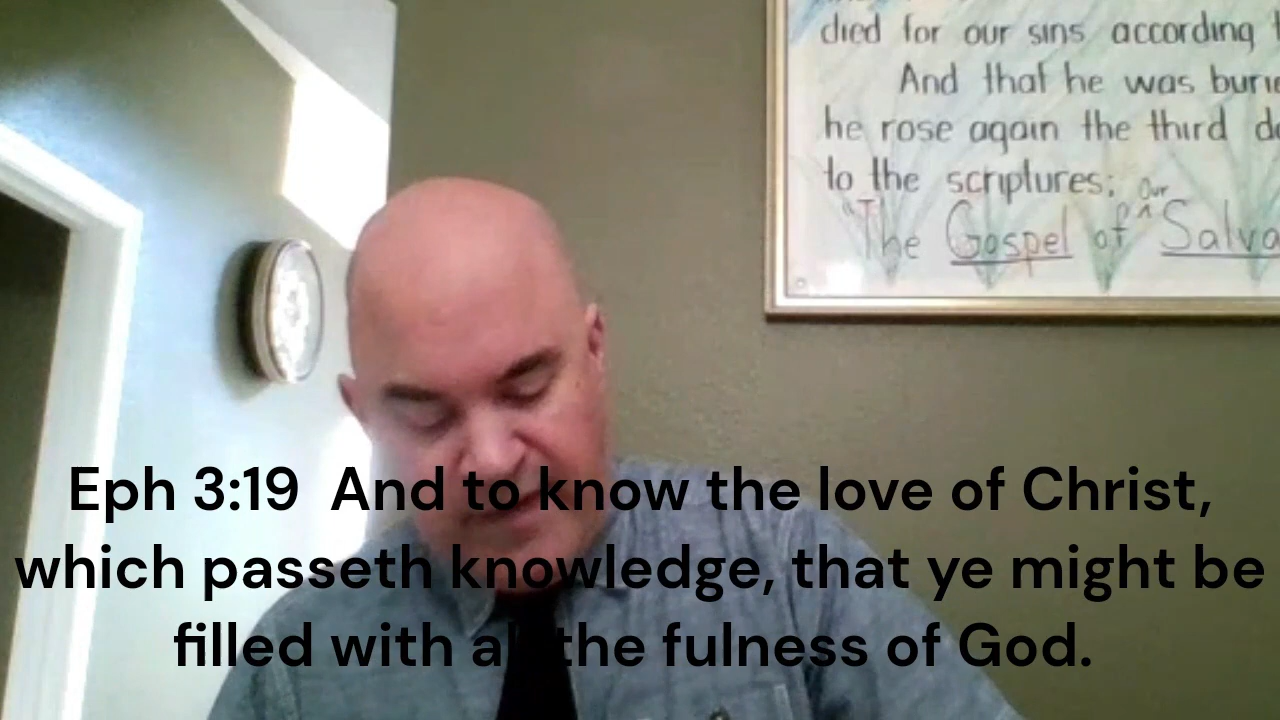 died for our sins according
And that he was
he rose again the third
to the scriptures;
"The Gospel of Our
Eph 3:19 And to know the love of Christ,
which passeth knowledge, that ye might be
filled with all the fulness of God.